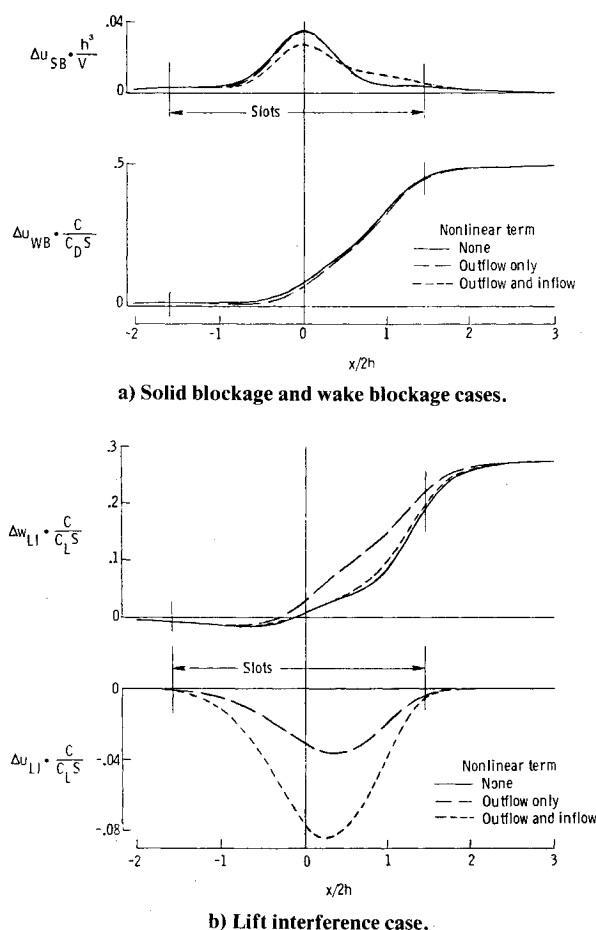 .04
Δu_SB • h³/V
0
Slots
.5
Δu_WB • C/C_D S
Nonlinear term
None
Outflow only
Outflow and inflow
0
-2 -1 0 1 2 3
x/2h
a) Solid blockage and wake blockage cases.
.3
.2
Δw_LI • C/C_L S
.1
0
Slots
0
Δu_LI • C/C_L S
-.04
Nonlinear term
None
Outflow only
Outflow and inflow
-.08
-2 -1 0 1 2 3
x/2h
b) Lift interference case.